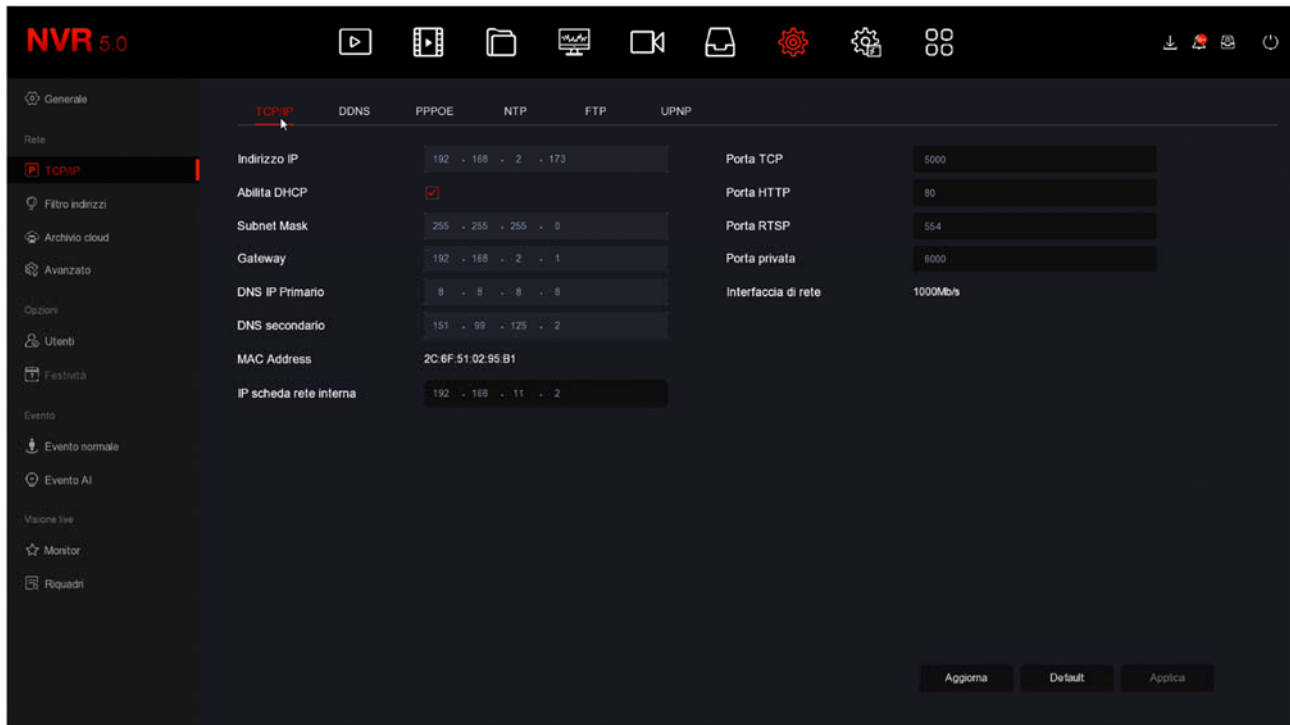 NVR 5.0
Generale
Rete
TCP/IP
Filtro indirizzi
Archivio cloud
Avanzato
Opzioni
Utenti
Festività
Evento
Evento normale
Evento AI
Visione live
Monitor
Riquadri
TCP/IP DDNS PPPOE NTP FTP UPNP
Indirizzo IP 192 . 168 . 2 . 173
Abilita DHCP
Subnet Mask 255 . 255 . 255 . 0
Gateway 192 . 168 . 2 . 1
DNS IP Primario 8 . 8 . 8 . 8
DNS secondario 151 . 99 . 125 . 2
MAC Address 2C:6F:51:02:95:B1
IP scheda rete interna 192 . 168 . 11 . 2
Porta TCP 5000
Porta HTTP 80
Porta RTSP 554
Porta privata 6000
Interfaccia di rete 1000Mb/s
Aggiorna Default Applica